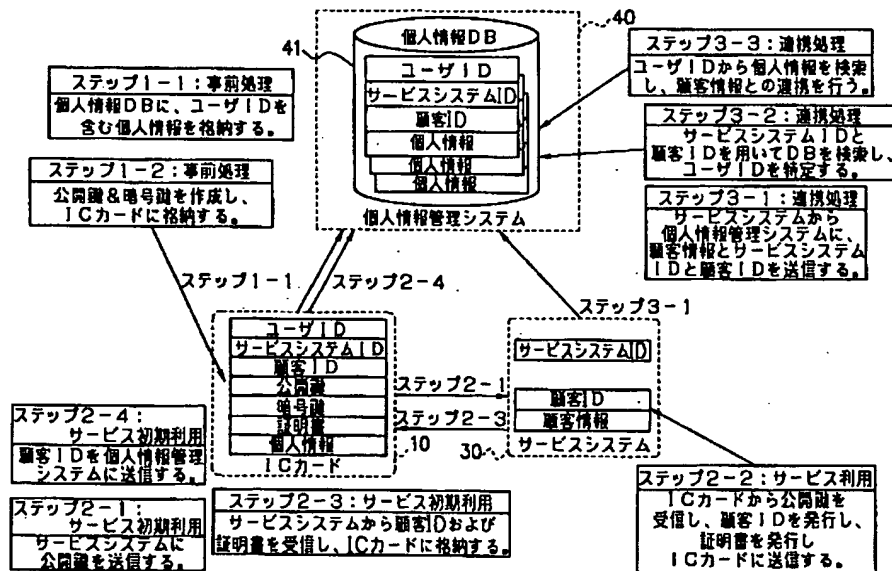 個人情報DB
41
40
ユーザID
サービスシステムID
顧客ID
個人情報
個人情報
個人情報
個人情報管理システム
ステップ1-1:事前処理
個人情報DBに、ユーザIDを
含む個人情報を格納する。
ステップ1-2:事前処理
公開鍵&暗号鍵を作成し、
ICカードに格納する。
ステップ3-3:連携処理
ユーザIDから個人情報を検索
し、顧客情報との連携を行う。
ステップ3-2:連携処理
サービスシステムIDと
顧客IDを用いてDBを検索し、
ユーザIDを特定する。
ステップ3-1:連携処理
サービスシステムから
個人情報管理システムに、
顧客情報とサービスシステム
IDと顧客IDを送信する。
ステップ1-1
ステップ2-4
ステップ3-1
ユーザID
サービスシステムID
顧客ID
公開鍵
暗号鍵
証明書
個人情報
ICカード
10
ステップ2-1
ステップ2-3
サービスシステムID
顧客ID
顧客情報
サービスシステム
30
ステップ2-4:
サービス初期利用
顧客IDを個人情報管理
システムに送信する。
ステップ2-1:
サービス初期利用
サービスシステムに
公開鍵を送信する。
ステップ2-3:サービス初期利用
サービスシステムから顧客IDおよび
証明書を受信し、ICカードに格納する。
ステップ2-2:サービス利用
ICカードから公開鍵を
受信し、顧客IDを発行し、
証明書を発行し
ICカードに送信する。